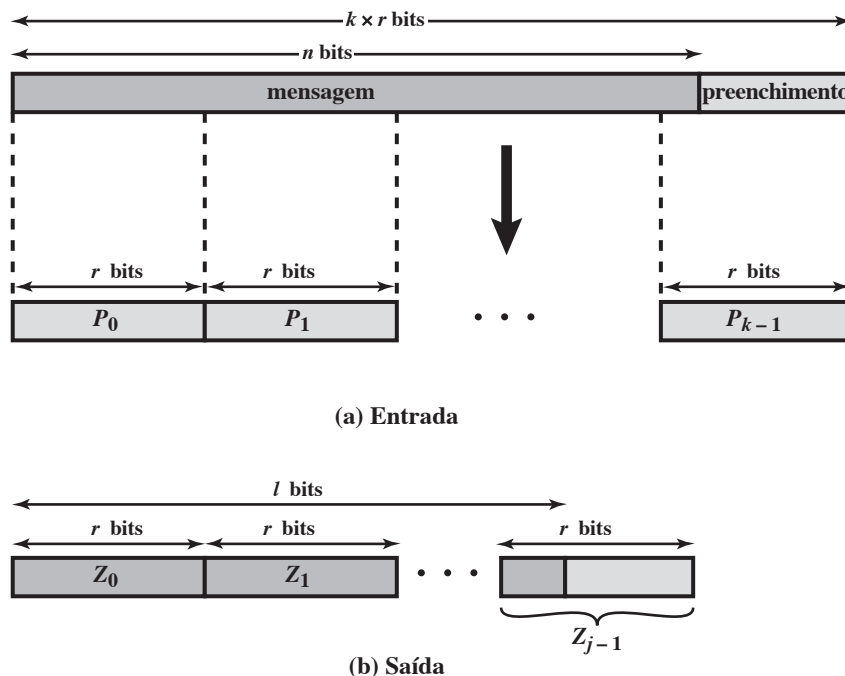 k × r bits
n bits
mensagem preenchimento
r bits r bits r bits
P0 P1 . . . Pk – 1
(a) Entrada
l bits
r bits r bits r bits
Z0 Z1 . . .
Zj – 1
(b) Saída